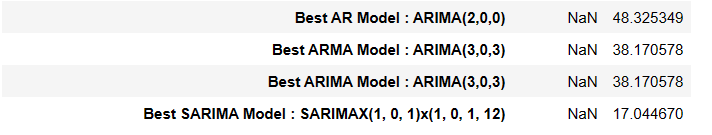 Best AR Model : ARIMA(2,0,0) NaN 48.325349
Best ARMA Model : ARIMA(3,0,3) NaN 38.170578
Best ARIMA Model : ARIMA(3,0,3) NaN 38.170578
Best SARIMA Model : SARIMAX(1, 0, 1)x(1, 0, 1, 12) NaN 17.044670